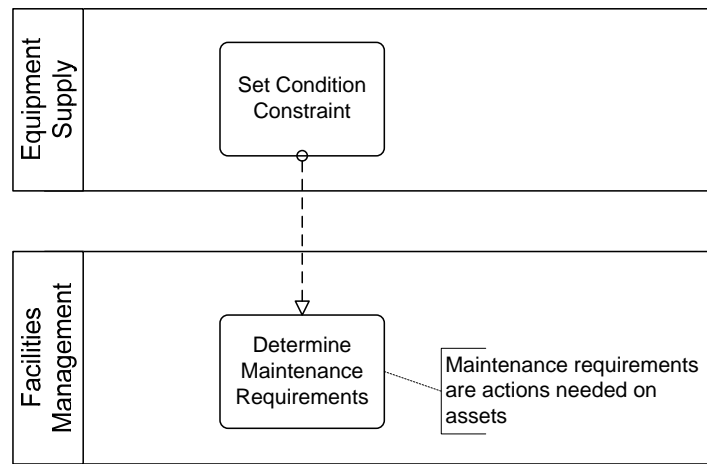 Equipment
Supply
Set Condition
Constraint
Facilities
Management
Determine
Maintenance
Requirements
Maintenance requirements
are actions needed on
assets